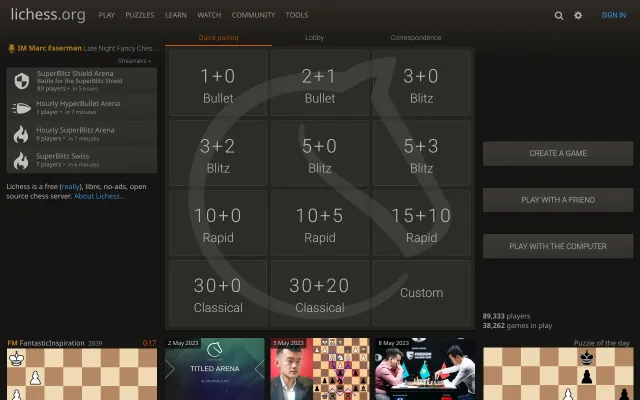 lichess.org PLAY PUZZLES LEARN WATCH COMMUNITY TOOLS SIGN IN
IM Marc Esserman Late Night Fancy Ches..
Streamers »
SuperBlitz Shield Arena
Battle for the SuperBlitz Shield
89 players • in 5 hours
Hourly HyperBullet Arena
1 player • in 7 minutes
Hourly SuperBlitz Arena
9 players • in 7 minutes
SuperBlitz Swiss
7 players • in 6 minutes
Lichess is a free (really), libre, no-ads, open
source chess server. About Lichess...
Quick pairing Lobby Correspondence
1+0
Bullet
2+1
Bullet
3+0
Blitz
3+2
Blitz
5+0
Blitz
5+3
Blitz
10+0
Rapid
10+5
Rapid
15+10
Rapid
30+0
Classical
30+20
Classical
Custom
CREATE A GAME
PLAY WITH A FRIEND
PLAY WITH THE COMPUTER
89,333 players
38,262 games in play
FM FantasticInspiration 2839 0:17
2 May 2023
TITLED ARENA
5 May 2023
8 May 2023
Puzzle of the day